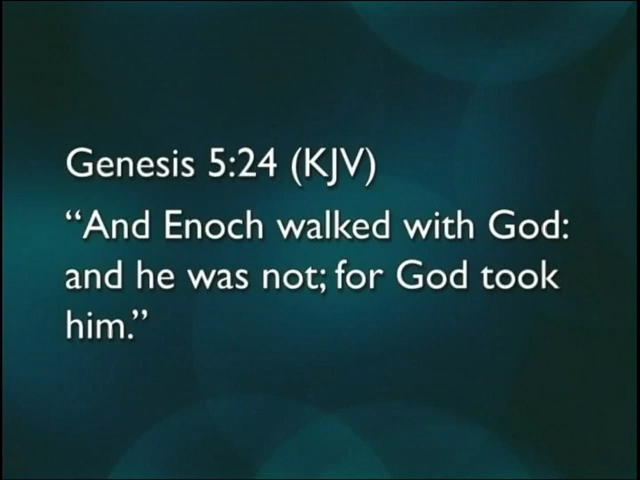 Genesis 5:24 (KJV)
“And Enoch walked with God:
and he was not; for God took
him.”